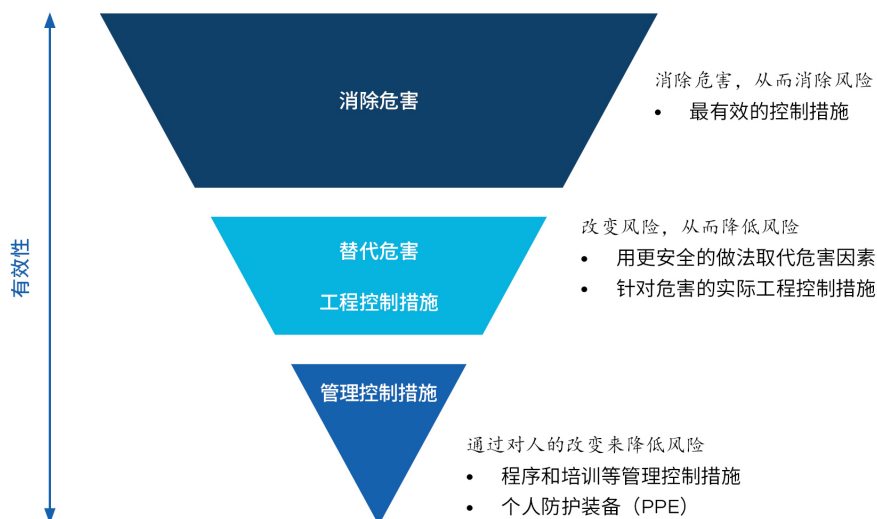 消除危害
消除危害，从而消除风险
• 最有效的控制措施
有效性
替代危害
工程控制措施
改变风险，从而降低风险
• 用更安全的做法取代危害因素
• 针对危害的实际工程控制措施
管理控制措施
通过对人的改变来降低风险
• 程序和培训等管理控制措施
• 个人防护装备（PPE）